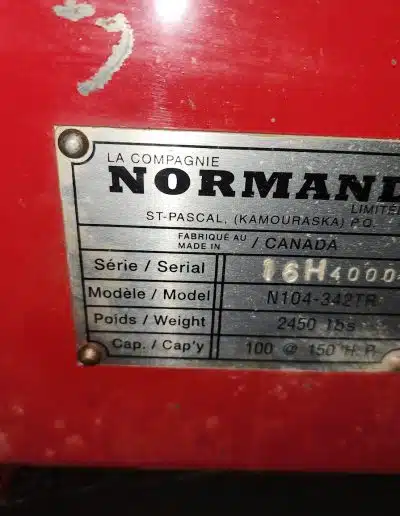 LA COMPAGNIE
NORMAND
LIMITÉE
ST-PASCAL, (KAMOURASKA) P.Q.
FABRIQUÉ AU
MADE IN / CANADA
Série / Serial 16H4000
Modèle / Model N104-342TR
Poids / Weight 2450 lbs
Cap. / Cap'y 100 @ 150 H.P.